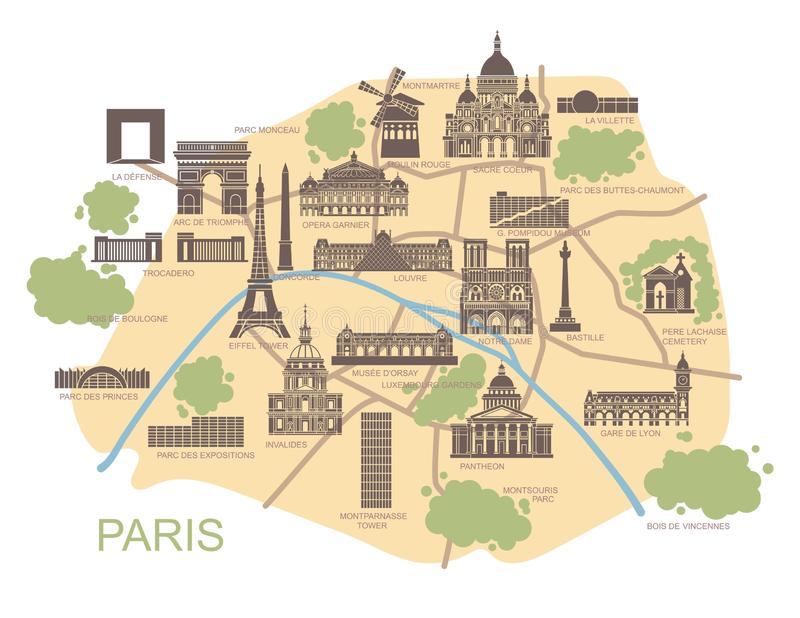 MONTMARTRE
LA VILLETTE
PARC MONCEAU
MOULIN ROUGE
SACRE COEUR
LA DÉFENSE
PARC DES BUTTES-CHAUMONT
ARC DE TRIOMPHE
OPERA GARNIER
G. POMPIDOU MUSEUM
TROCADERO
CONCORDE
LOUVRE
BOIS DE BOULOGNE
EIFFEL TOWER
NOTRE DAME
BASTILLE
PERE LACHAISE
CEMETERY
MUSÉE D'ORSAY
LUXEMBOURG GARDENS
PARC DES PRINCES
GARE DE LYON
INVALIDES
PARC DES EXPOSITIONS
PANTHEON
MONTSOURIS
PARC
MONTPARNASSE
TOWER
BOIS DE VINCENNES
PARIS